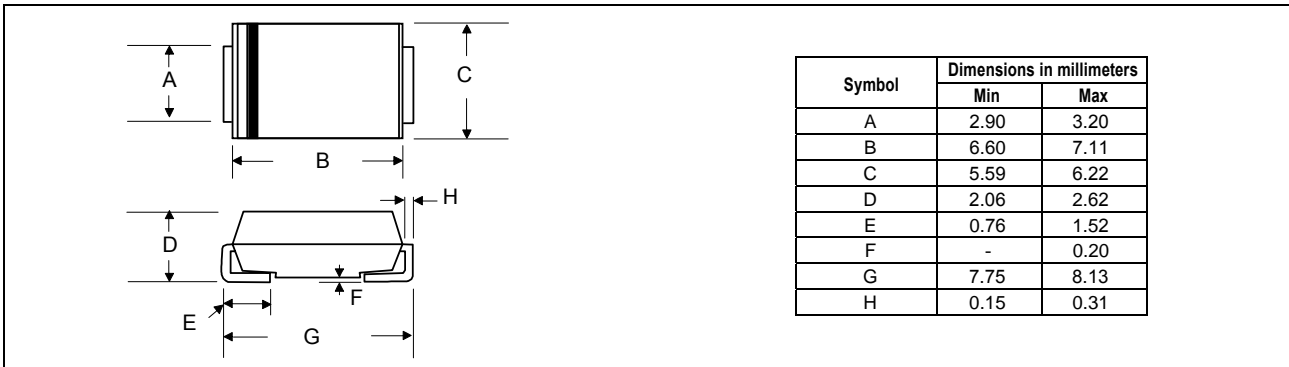 A
C
B
H
D
F
E
G
Symbol Dimensions in millimeters
Min Max
A 2.90 3.20
B 6.60 7.11
C 5.59 6.22
D 2.06 2.62
E 0.76 1.52
F - 0.20
G 7.75 8.13
H 0.15 0.31